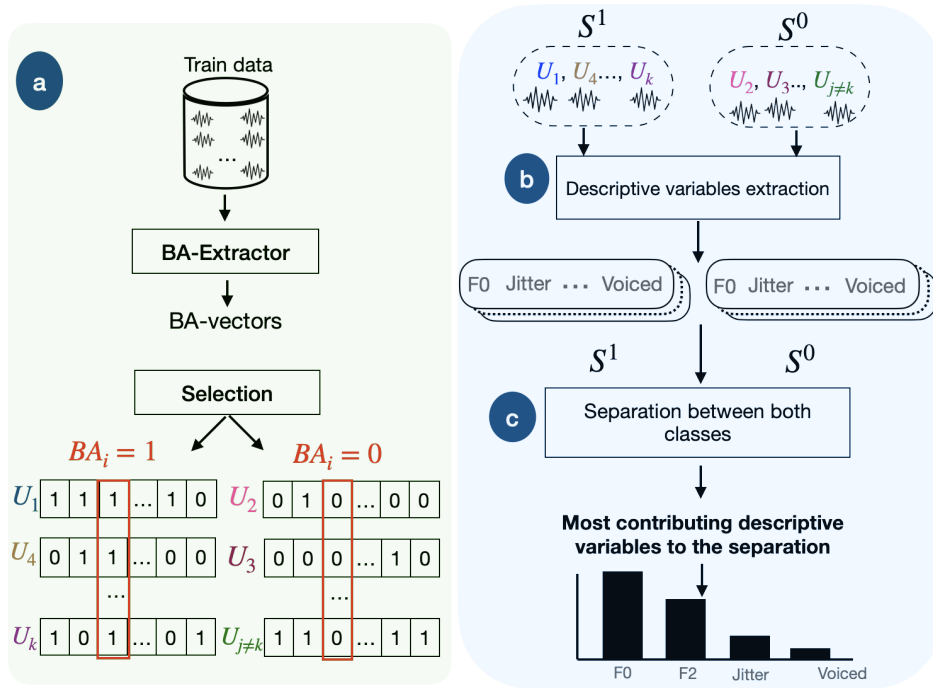 a
Train data
...
BA-Extractor
BA-vectors
Selection
BA_i = 1
BA_i = 0
U_1 1 1 1 ... 1 0
U_4 0 1 1 ... 0 0
...
U_k 1 0 1 ... 0 1
U_2 0 1 0 ... 0 0
U_3 0 0 0 ... 1 0
...
U_{j≠k} 1 1 0 ... 1 1
S^1
S^0
U_1, U_4..., U_k
U_2, U_3.., U_{j≠k}
b
Descriptive variables extraction
F0 Jitter ... Voiced
F0 Jitter ... Voiced
S^1
S^0
c
Separation between both
classes
Most contributing descriptive
variables to the separation
F0 F2 Jitter Voiced